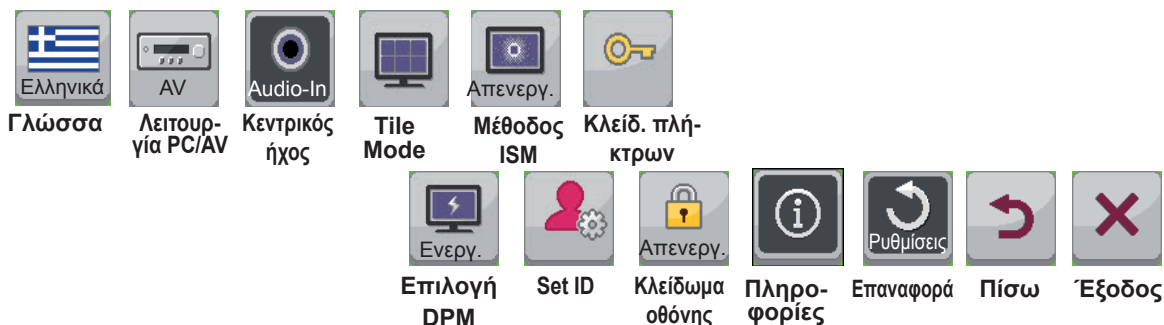 Ελληνικά AV Audio-In Απενεργ.
Γλώσσα Λειτουρ- Κεντρικός Tile Μέθοδος Κλείδ. πλή-
γία PC/AV ήχος Mode ISM κτρων
Ενεργ. Απενεργ. Ρυθμίσεις
Επιλογή Set ID Κλείδωμα Πληρο- Επαναφορά Πίσω Έξοδος
DPM οθόνης φορίες